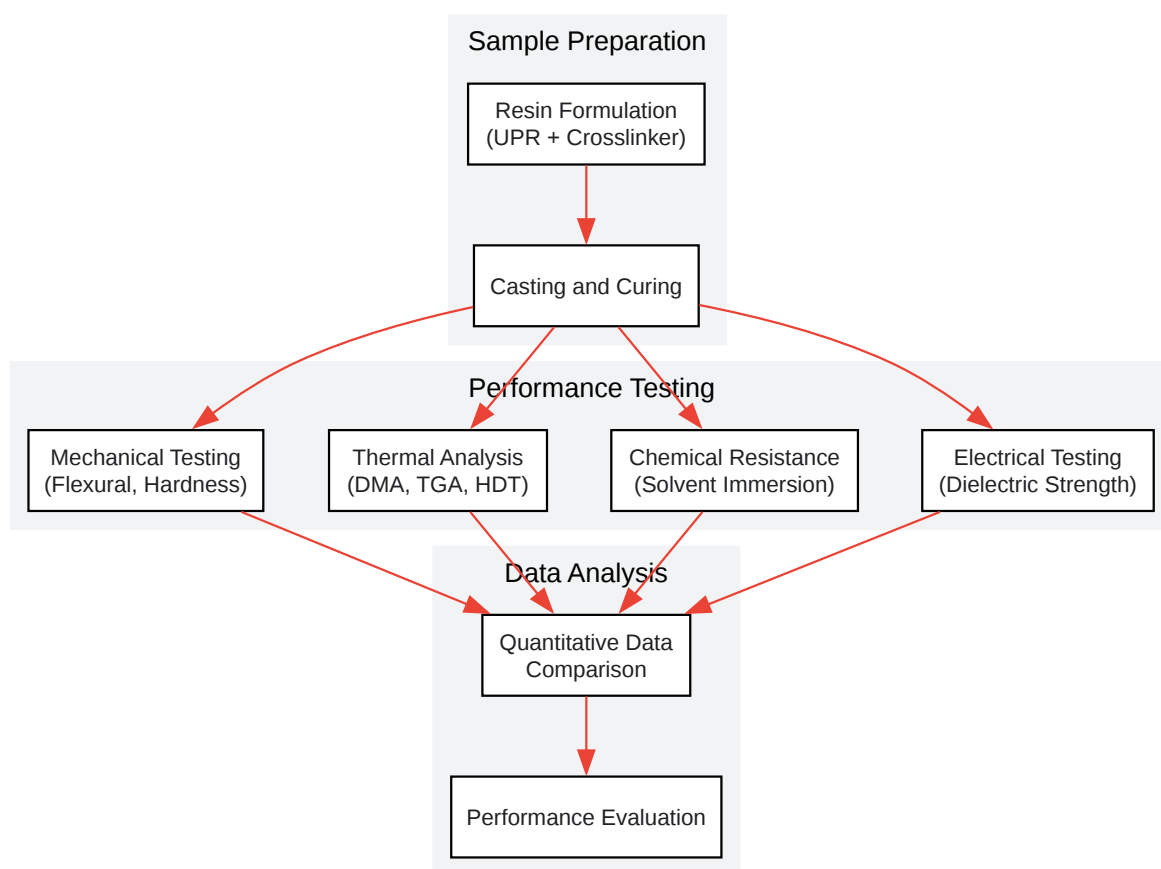 Sample Preparation
Resin Formulation
(UPR + Crosslinker)
Casting and Curing
Performance Testing
Mechanical Testing
(Flexural, Hardness)
Thermal Analysis
(DMA, TGA, HDT)
Chemical Resistance
(Solvent Immersion)
Electrical Testing
(Dielectric Strength)
Data Analysis
Quantitative Data
Comparison
Performance Evaluation